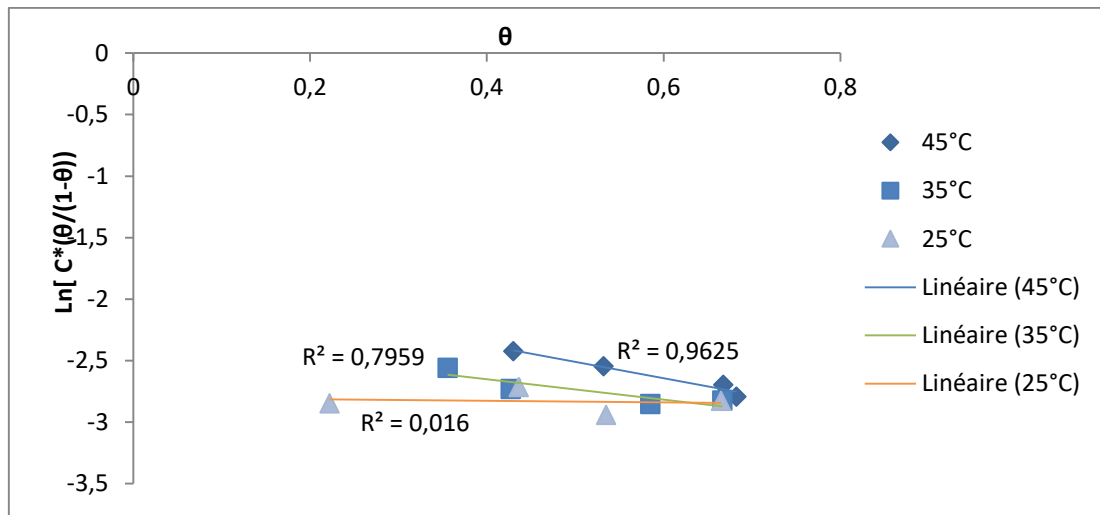 θ
0
0
0,2
0,4
0,6
0,8
-0,5
-1
-1,5
-2
-2,5
-3
-3,5
Ln[ C*(θ/(1-θ))
R² = 0,7959
R² = 0,9625
R² = 0,016
45°C
35°C
25°C
Linéaire (45°C)
Linéaire (35°C)
Linéaire (25°C)